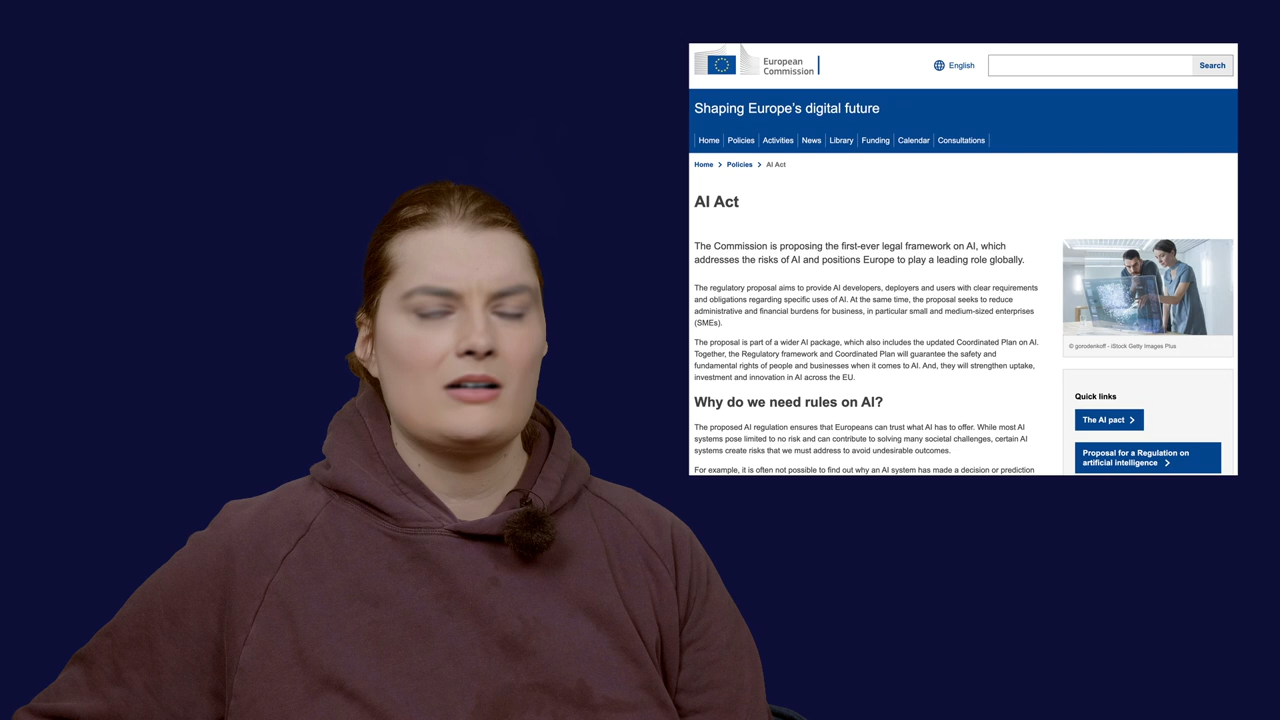 European
Commission
English
Search
Shaping Europe's digital future
Home Policies Activities News Library Funding Calendar Consultations
Home > Policies > AI Act
AI Act
The Commission is proposing the first-ever legal framework on AI, which
addresses the risks of AI and positions Europe to play a leading role globally.
The regulatory proposal aims to provide AI developers, deployers and users with clear requirements
and obligations regarding specific uses of AI. At the same time, the proposal seeks to reduce
administrative and financial burdens for business, in particular small and medium-sized enterprises
(SMEs).
The proposal is part of a wider AI package, which also includes the updated Coordinated Plan on AI.
Together, the Regulatory framework and Coordinated Plan will guarantee the safety and
fundamental rights of people and businesses when it comes to AI. And, they will strengthen uptake,
investment and innovation in AI across the EU.
Why do we need rules on AI?
The proposed AI regulation ensures that Europeans can trust what AI has to offer. While most AI
systems pose limited to no risk and can contribute to solving many societal challenges, certain AI
systems create risks that we must address to avoid undesirable outcomes.
For example, it is often not possible to find out why an AI system has made a decision or prediction
© gorodenkoff - iStock Getty Images Plus
Quick links
The AI pact >
Proposal for a Regulation on
artificial intelligence >